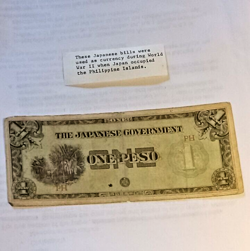 These Japanese bills were
used as currency during World
War II when Japan occupied
the Philippine Islands.
THE JAPANESE GOVERNMENT
ONE PESO
1
PH
PH
1
1